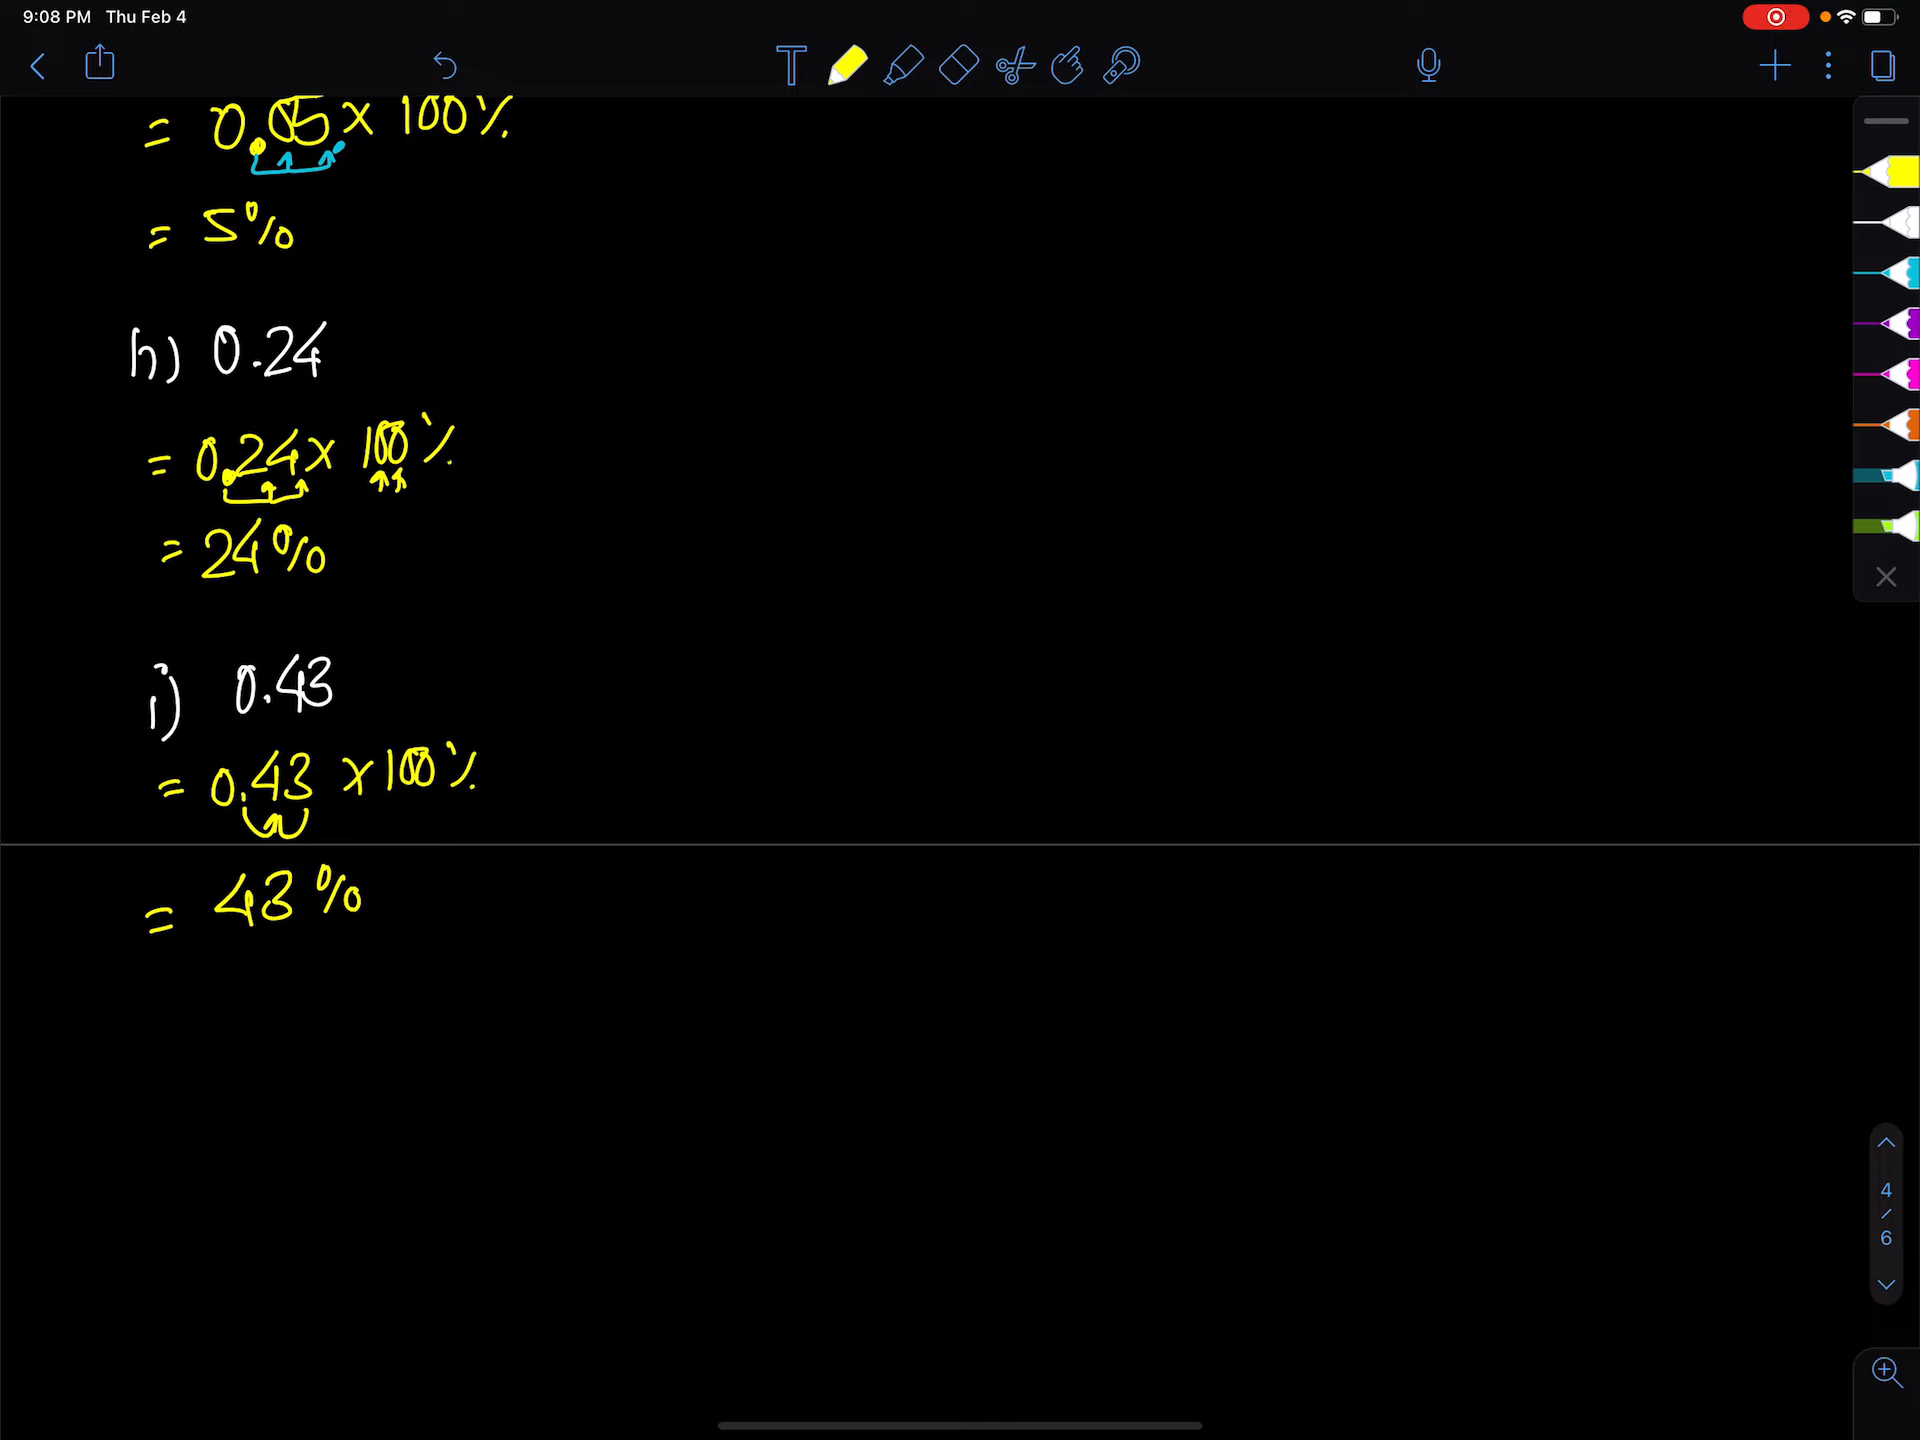 9:08 PM Thu Feb 4
= 0.05 x 100%
= 5%
h) 0.24
= 0.24 x 100%
= 24%
i) 0.43
= 0.43 x 100%
= 43%
4
/
6